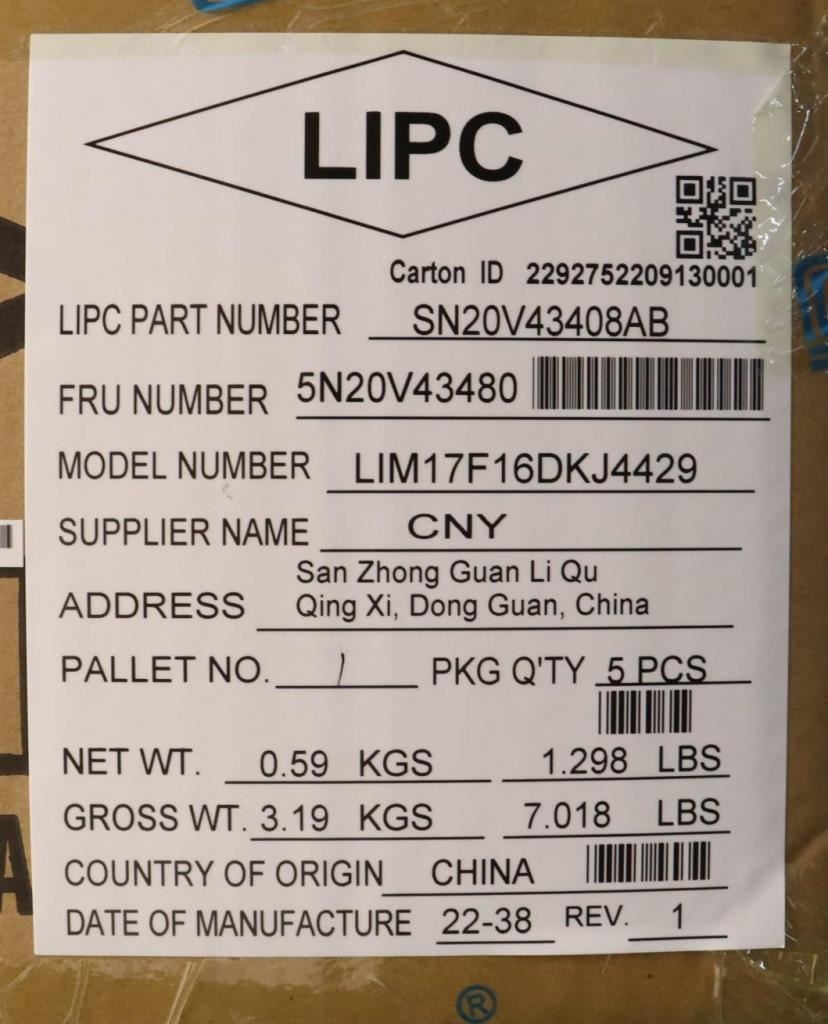 LIPC
Carton ID 2292752209130001
LIPC PART NUMBER SN20V43408AB
FRU NUMBER 5N20V43480
MODEL NUMBER LIM17F16DKJ4429
SUPPLIER NAME CNY
ADDRESS San Zhong Guan Li Qu
Qing Xi, Dong Guan, China
PALLET NO. 1 PKG Q'TY 5 PCS
NET WT. 0.59 KGS 1.298 LBS
GROSS WT. 3.19 KGS 7.018 LBS
COUNTRY OF ORIGIN CHINA
DATE OF MANUFACTURE 22-38 REV. 1
®